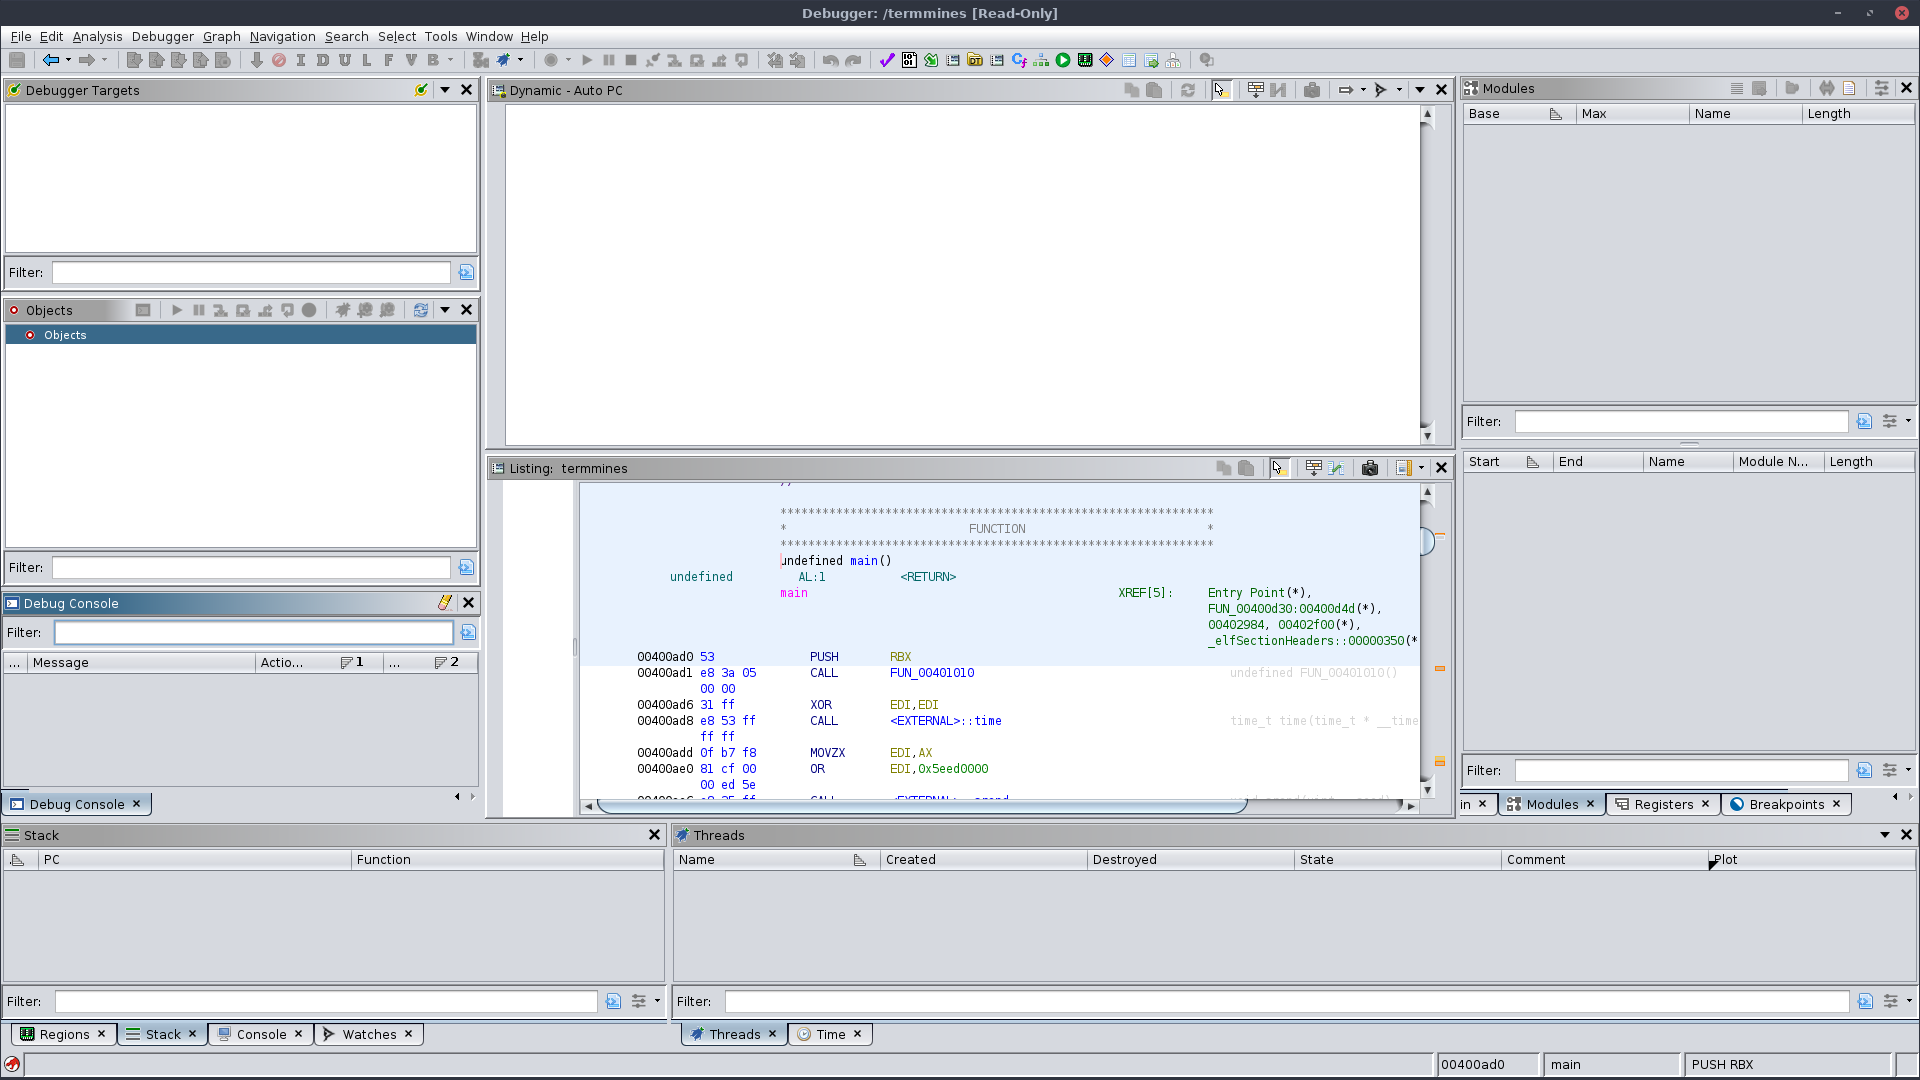 Debugger: /termmines [Read-Only]
File Edit Analysis Debugger Graph Navigation Search Select Tools Window Help
I D U L F V B
Debugger Targets
Filter:
Objects
Objects
Filter:
Debug Console
Filter:
... Message Actio... 1 ... 2
Debug Console
Dynamic - Auto PC
Listing: termmines
//
**************************************************************
* FUNCTION *
**************************************************************
undefined main()
undefined AL:1 <RETURN>
main XREF[5]: Entry Point(*),
FUN_00400d30:00400d4d(*),
00402984, 00402f00(*),
_elfSectionHeaders::00000350(*
00400ad0 53 PUSH RBX
00400ad1 e8 3a 05 CALL FUN_00401010 undefined FUN_00401010()
00 00
00400ad6 31 ff XOR EDI,EDI
00400ad8 e8 53 ff CALL <EXTERNAL>::time time_t time(time_t * __time
ff ff
00400add 0f b7 f8 MOVZX EDI,AX
00400ae0 81 cf 00 OR EDI,0x5eed0000
00 ed 5e
Modules
Base Max Name Length
Filter:
Start End Name Module N... Length
Filter:
in Modules Registers Breakpoints
Stack
PC Function
Filter:
Regions Stack Console Watches
Threads
Name Created Destroyed State Comment Plot
Filter:
Threads Time
00400ad0 main PUSH RBX